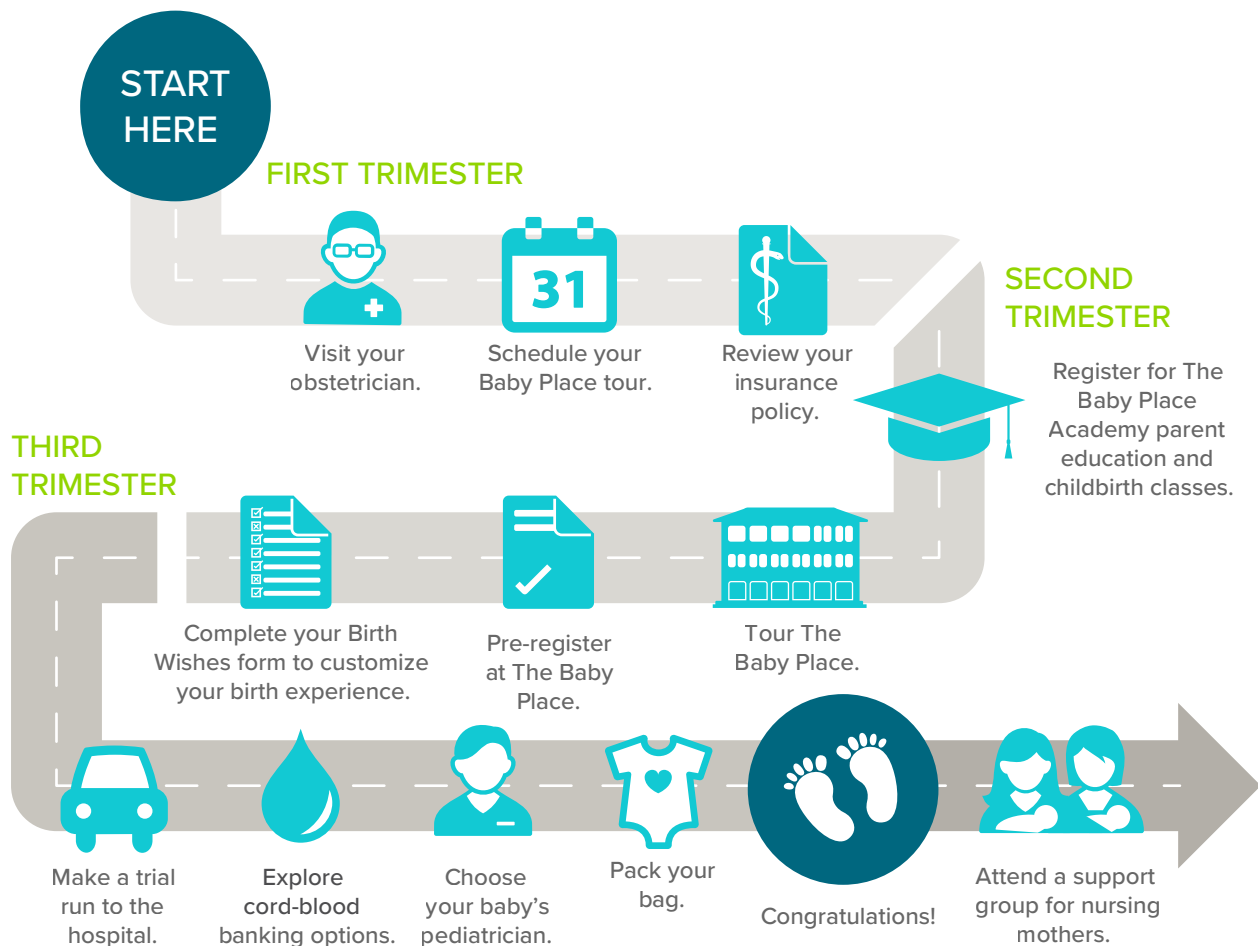 START
HERE
FIRST TRIMESTER
31
Visit your
obstetrician.
Schedule your
Baby Place tour.
Review your
insurance
policy.
SECOND
TRIMESTER
Register for The
Baby Place
Academy parent
education and
childbirth classes.
Tour The
Baby Place.
Pre-register
at The Baby
Place.
Complete your Birth
Wishes form to customize
your birth experience.
THIRD
TRIMESTER
Make a trial
run to the
hospital.
Explore
cord-blood
banking options.
Choose
your baby’s
pediatrician.
Pack your
bag.
Congratulations!
Attend a support
group for nursing
mothers.